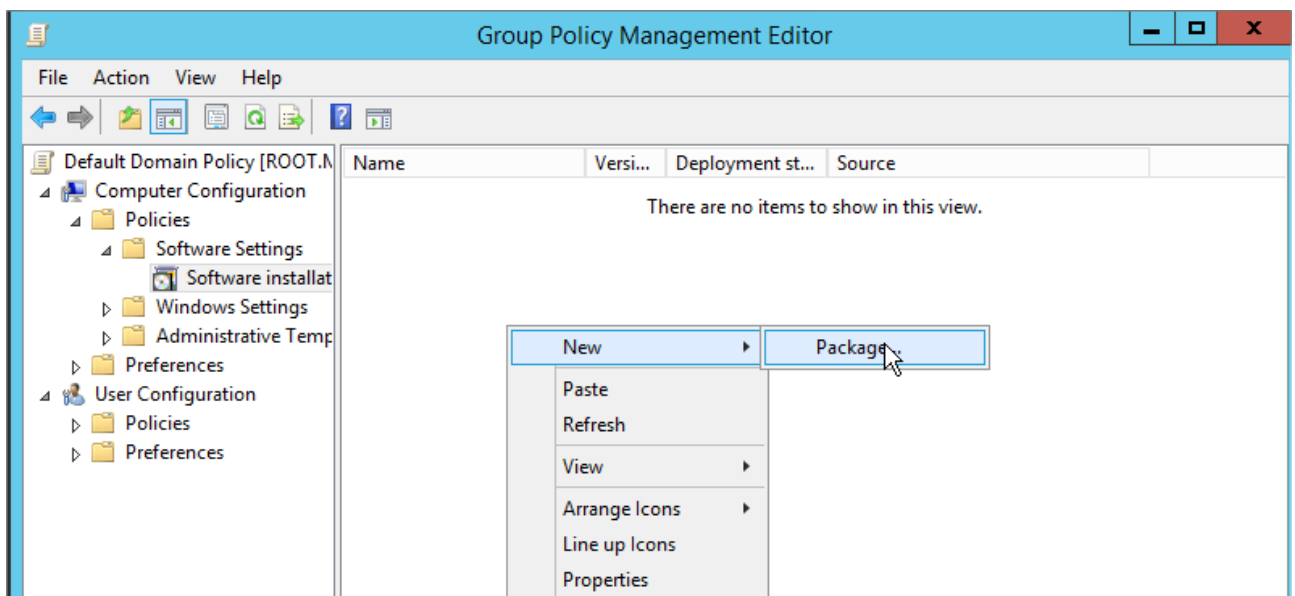 Group Policy Management Editor
File Action View Help
Default Domain Policy [ROOT.M
Name Versi... Deployment st... Source
Computer Configuration
There are no items to show in this view.
Policies
Software Settings
Software installat
Windows Settings
Administrative Temp
Preferences
User Configuration
Policies
Preferences
New
Package...
Paste
Refresh
View
Arrange Icons
Line up Icons
Properties